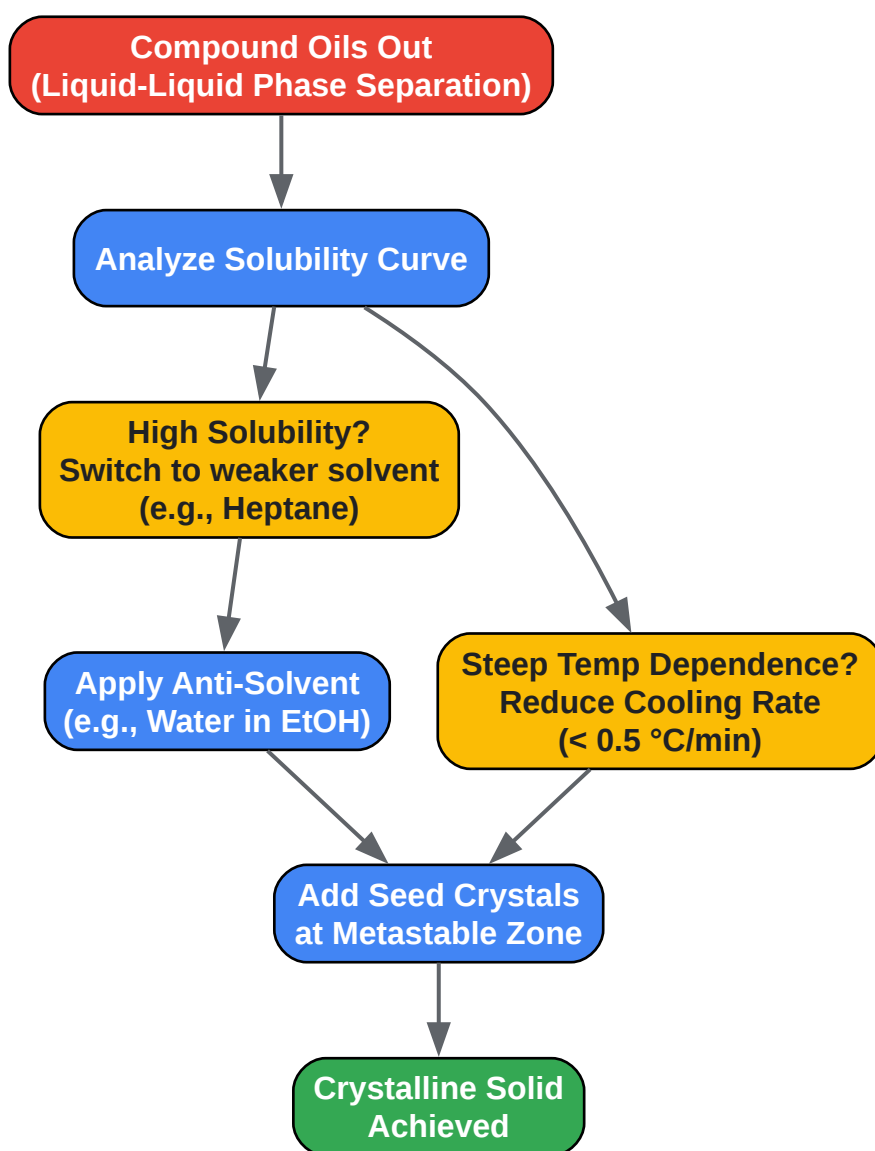 Compound Oils Out
(Liquid-Liquid Phase Separation)
Analyze Solubility Curve
High Solubility?
Switch to weaker solvent
(e.g., Heptane)
Apply Anti-Solvent
(e.g., Water in EtOH)
Steep Temp Dependence?
Reduce Cooling Rate
(< 0.5 °C/min)
Add Seed Crystals
at Metastable Zone
Crystalline Solid
Achieved